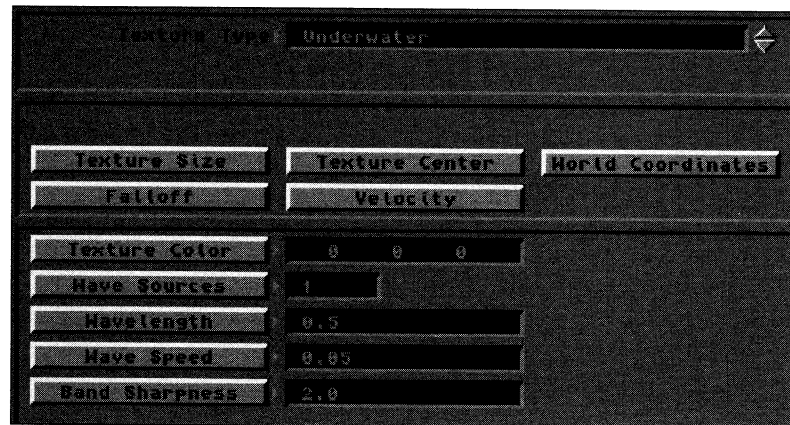 Texture Type: Underwater
Texture Size Texture Center World Coordinates
Falloff Velocity
Texture Color 0 0 0
Wave Sources 1
Wavelength 0.5
Wave Speed 0.05
Band Sharpness 2.0